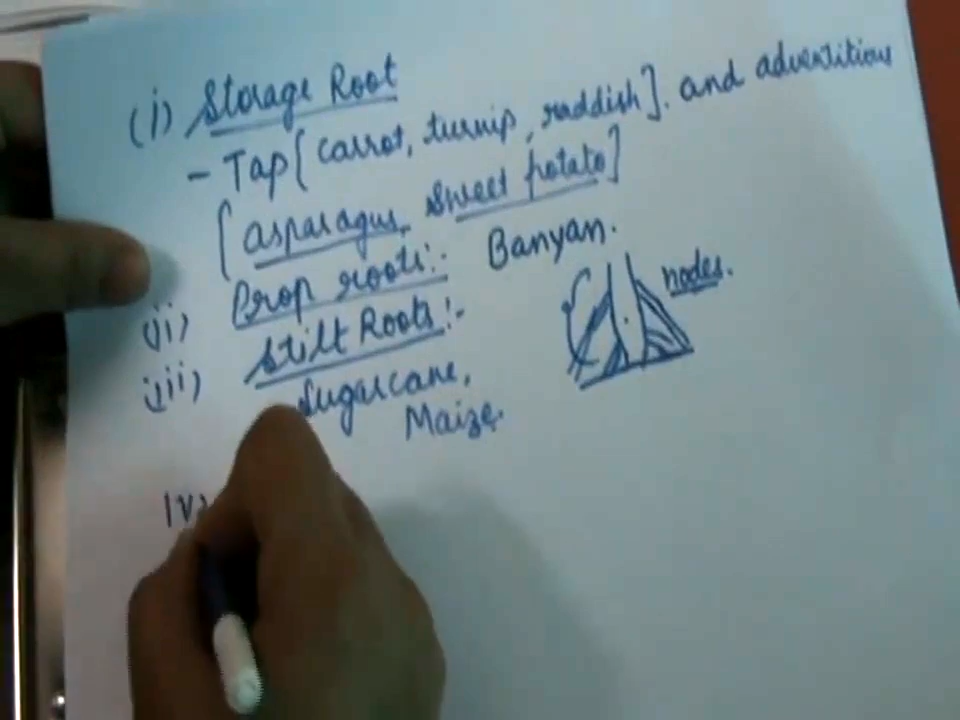 (i) Storage Root
- Tap [carrot, turnip, raddish]. and adventitious
[asparagus, sweet potato]
(ii) Prop roots:- Banyan.
nodes.
(iii) Stilt Roots:-
Sugarcane,
Maize.
iv)